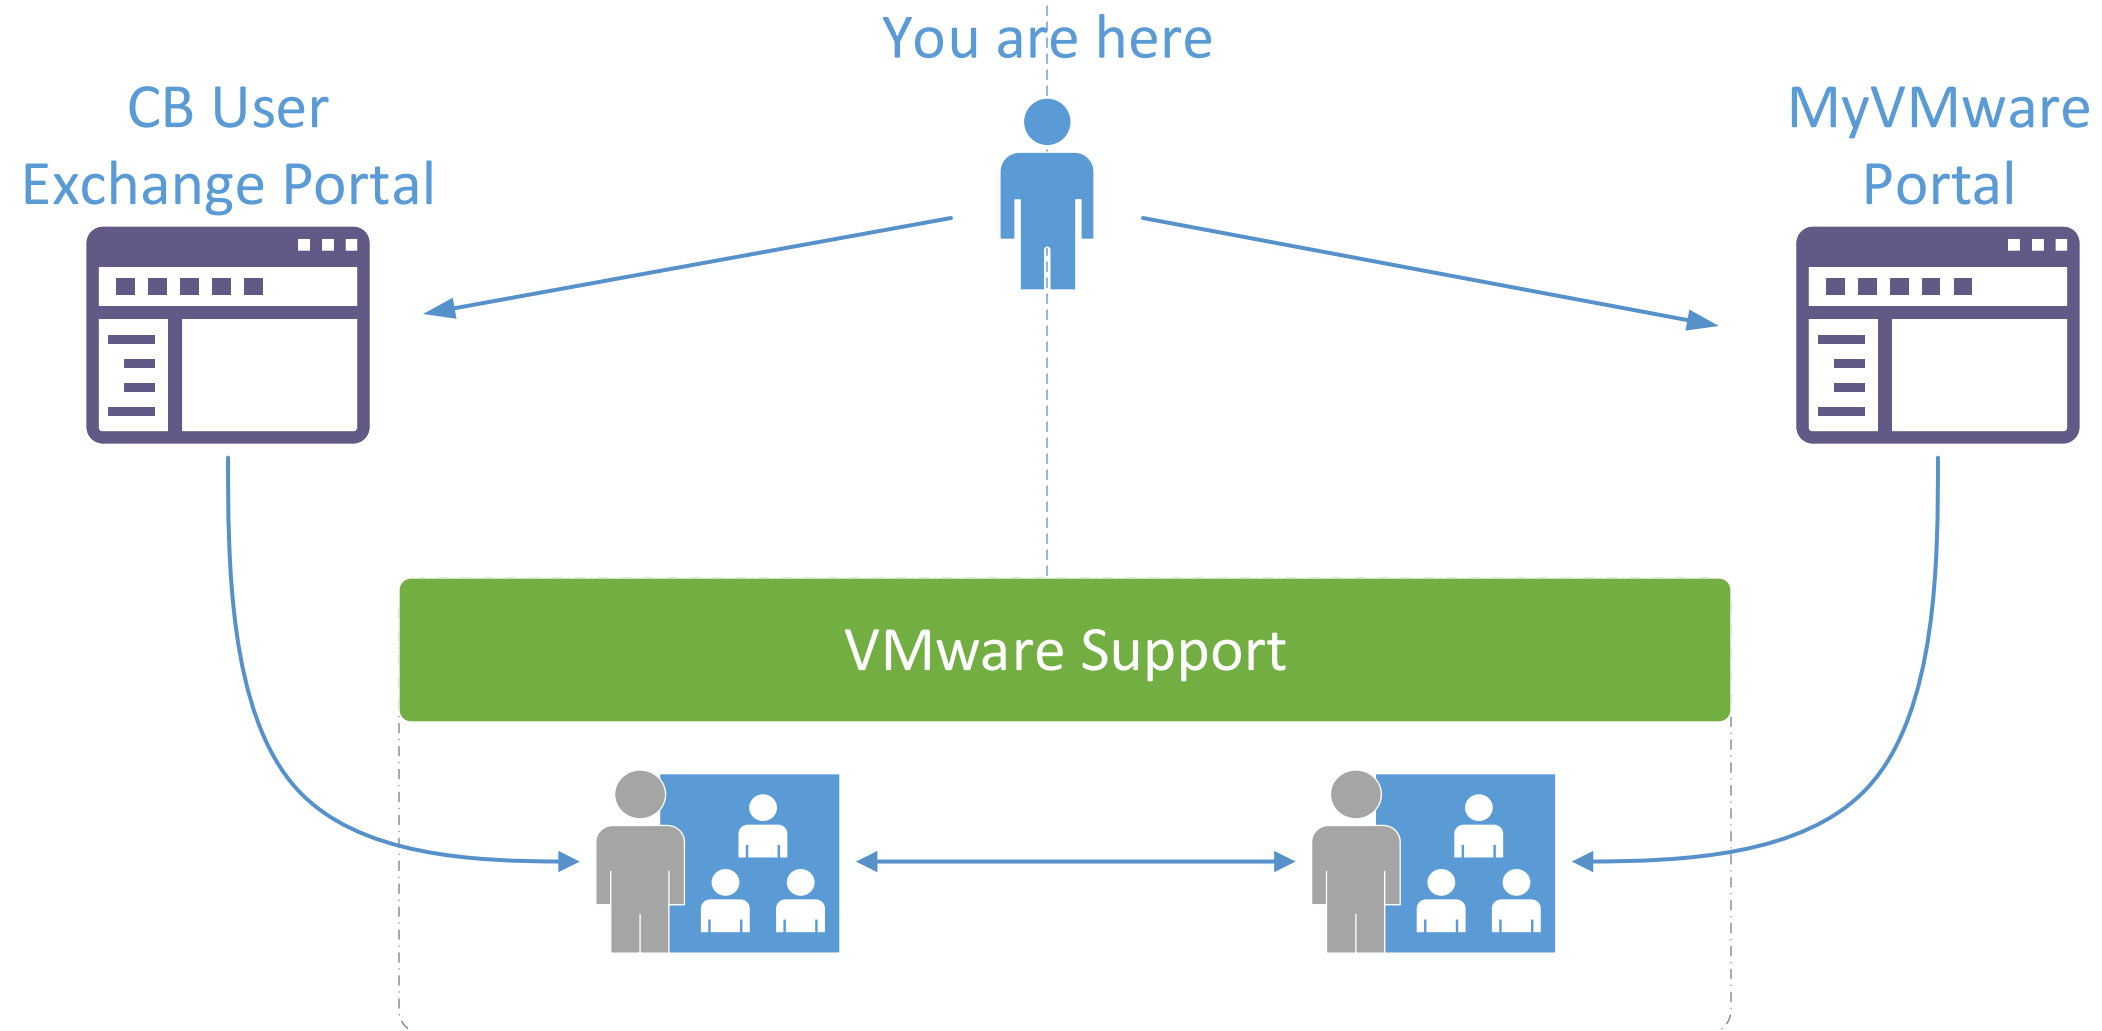 You are here
CB User
Exchange Portal
MyVMware
Portal
VMware Support